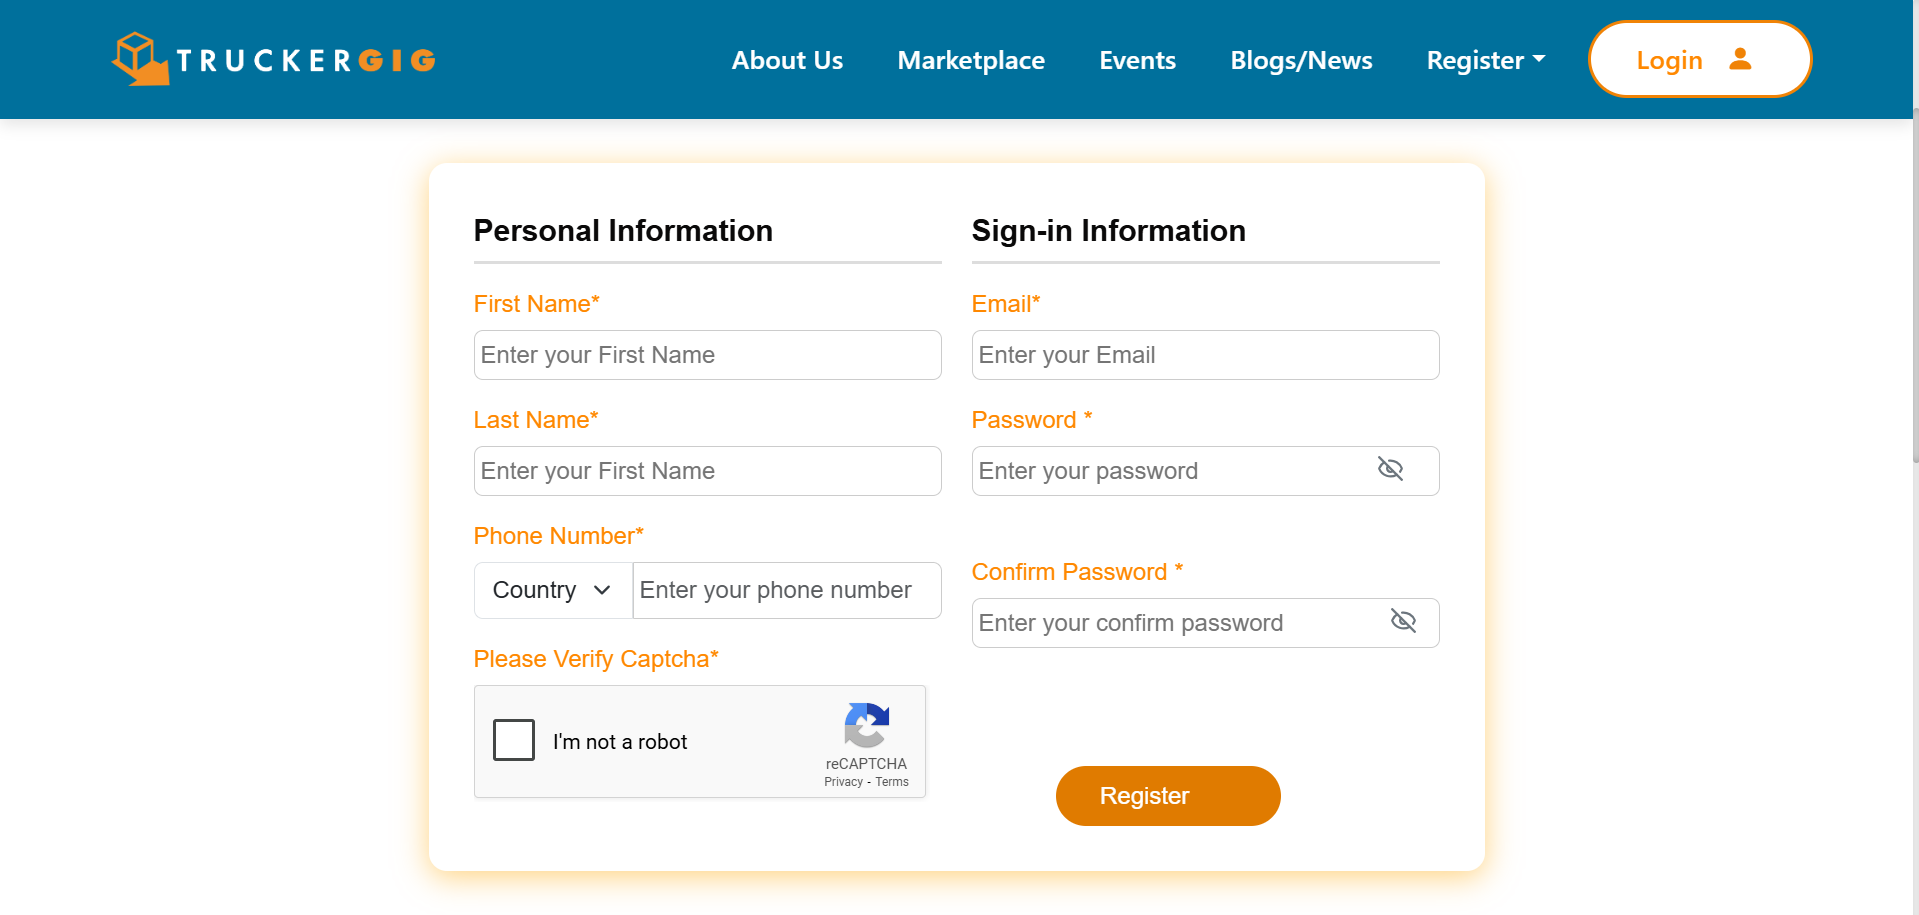 TRUCKERGIG
About Us Marketplace Events Blogs/News Register Login
Personal Information
First Name*
Enter your First Name
Last Name*
Enter your First Name
Phone Number*
Country Enter your phone number
Please Verify Captcha*
I'm not a robot
reCAPTCHA
Privacy - Terms
Sign-in Information
Email*
Enter your Email
Password *
Enter your password
Confirm Password *
Enter your confirm password
Register